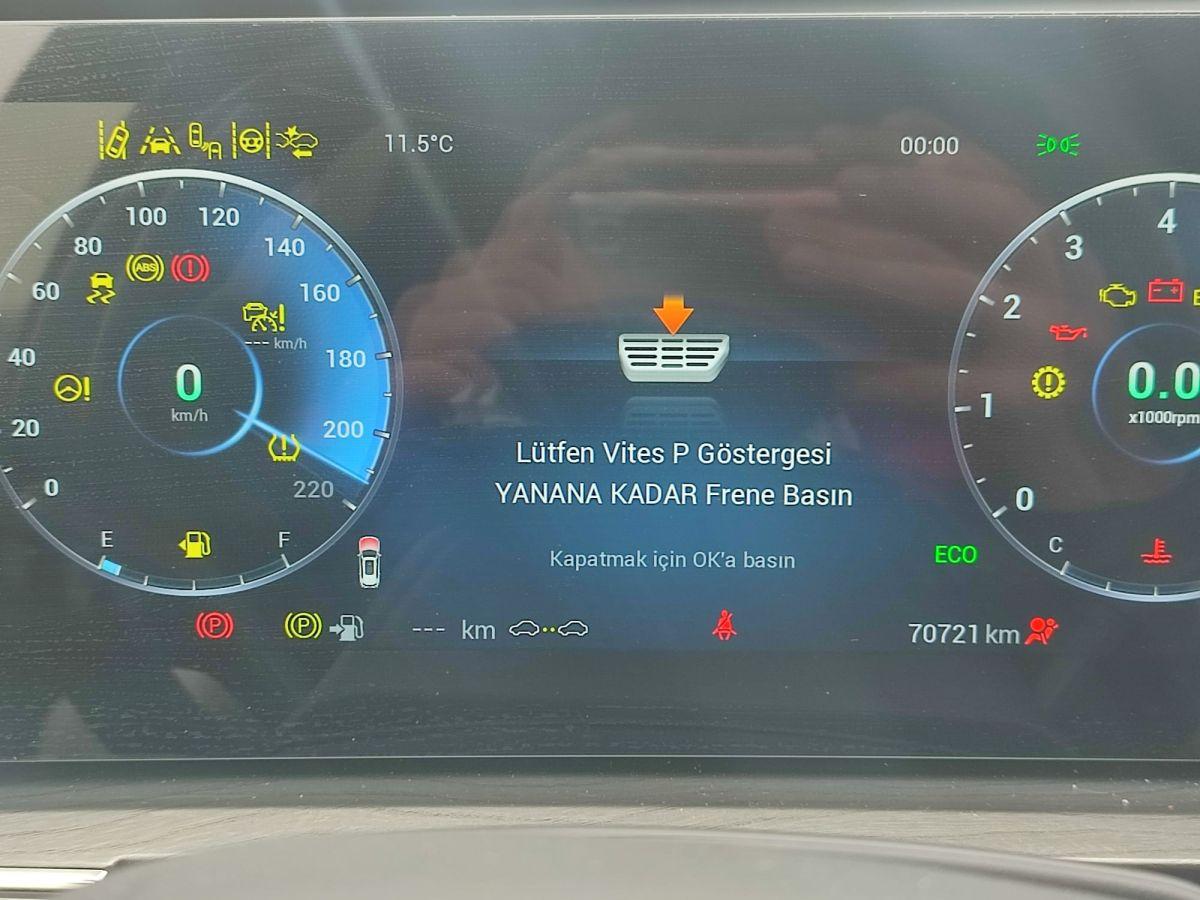 11.5°C
00:00
100 120
80 140
ABS
60 160
--- km/h
40 180
0
km/h
20 200
0 220
E F
P
P
--- km
Lütfen Vites P Göstergesi
YANANA KADAR Frene Basın
Kapatmak için OK'a basın
4
3
2
E
1
0.0
x1000rpm
0
ECO
C
70721 km